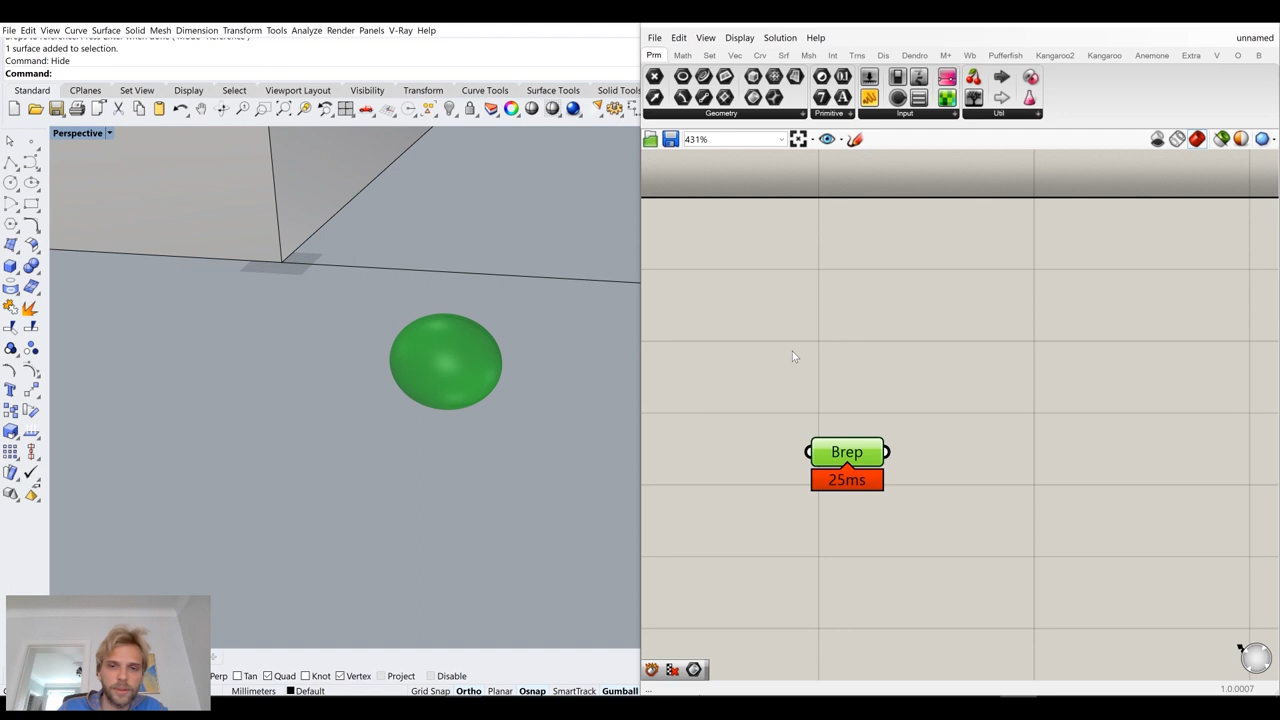 File Edit View Curve Surface Solid Mesh Dimension Transform Tools Analyze Render Panels V-Ray Help
1 surface added to selection.
Command: Hide
Command:
Standard CPlanes Set View Display Select Viewport Layout Visibility Transform Curve Tools Surface Tools Solid Tools
Perspective
Perp Tan Quad Knot Vertex Project Disable
Millimeters Default Grid Snap Ortho Planar Osnap SmartTrack Gumball
File Edit View Display Solution Help unnamed
Prm Math Set Vec Crv Srf Msh Int Trns Dis Dendro M+ Wb Pufferfish Kangaroo2 Kangaroo Anemone Extra V O B
Geometry Primitive Input Util
431%
Brep
25ms
...
1.0.0007